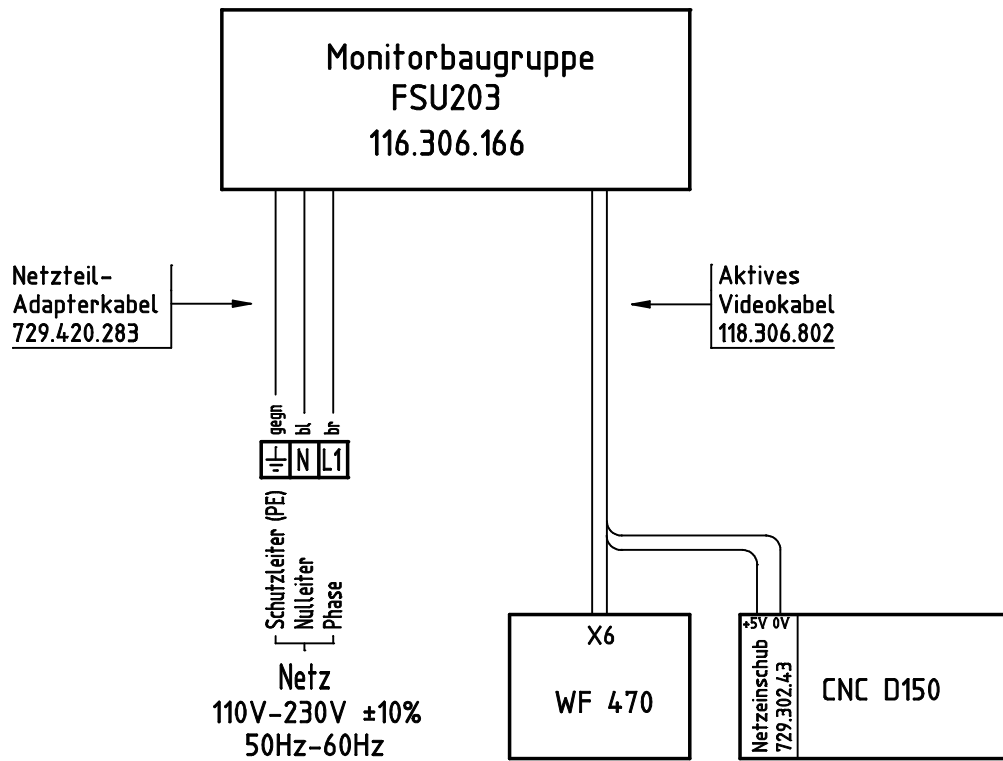 Monitorbaugruppe
FSU203
116.306.166
Netzteil-
Adapterkabel
729.420.283
Aktives
Videokabel
118.306.802
gegn
bl
br
N
L1
Schutzleiter (PE)
Nulleiter
Phase
Netz
110V-230V ±10%
50Hz-60Hz
X6
WF 470
+5V 0V
Netzeinschub
729.302.43
CNC D150